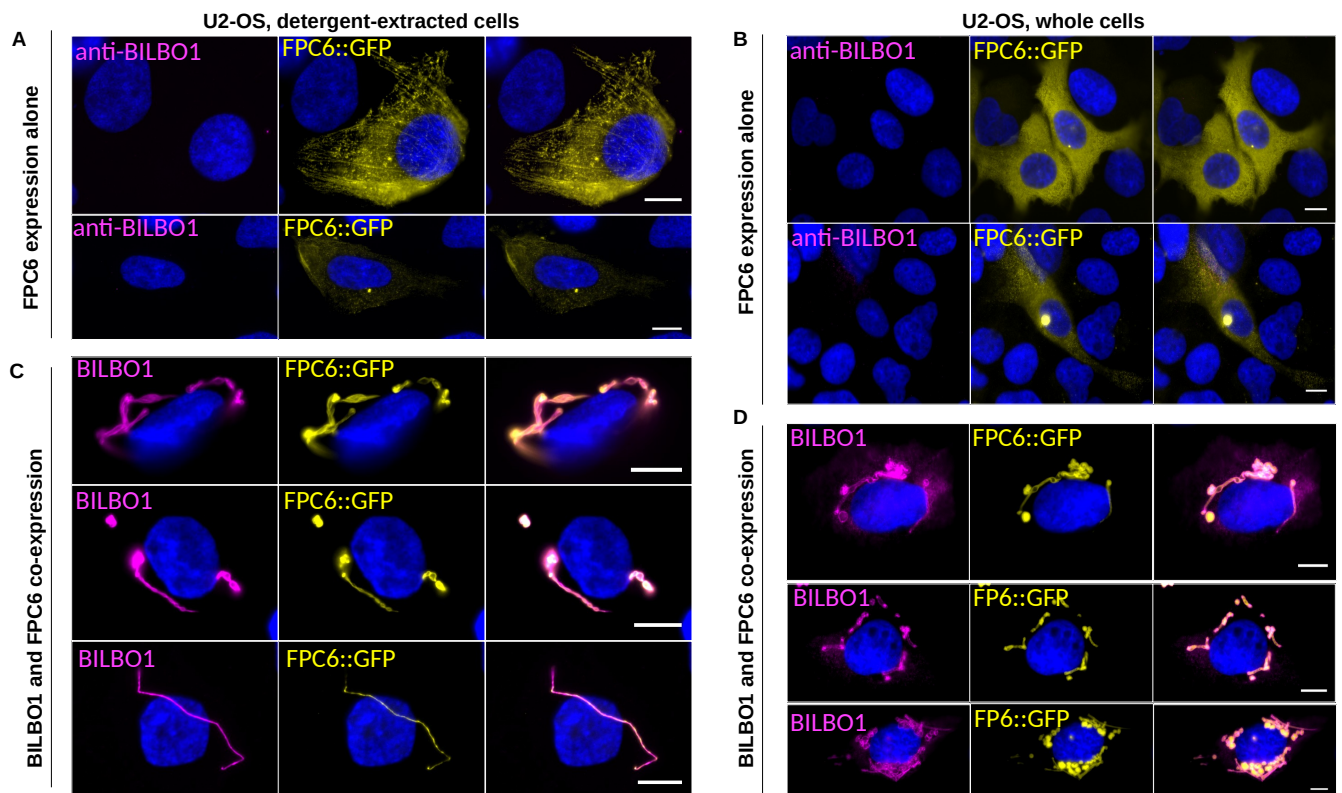 U2-OS, detergent-extracted cells
U2-OS, whole cells
A
FPC6 expression alone
anti-BILBO1
FPC6::GFP
anti-BILBO1
FPC6::GFP
B
FPC6 expression alone
anti-BILBO1
FPC6::GFP
anti-BILBO1
FPC6::GFP
C
BILBO1 and FPC6 co-expression
BILBO1
FPC6::GFP
BILBO1
FPC6::GFP
BILBO1
FPC6::GFP
D
BILBO1 and FPC6 co-expression
BILBO1
FPC6::GFP
BILBO1
FP6::GFP
BILBO1
FP6::GFP